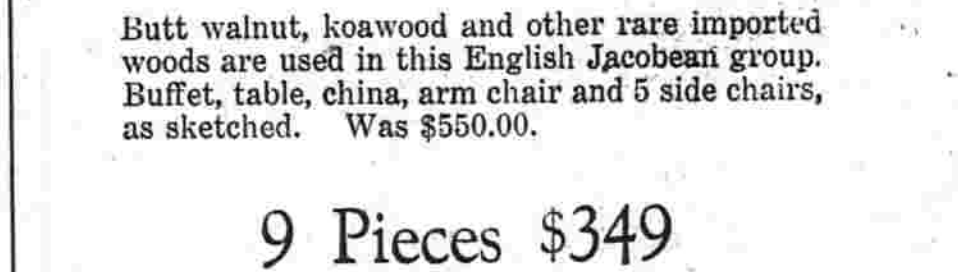 Butt walnut, koawood and other rare imported
woods are used in this English Jacobean group.
Buffet, table, china, arm chair and 5 side chairs,
as sketched. Was $550.00.
9 Pieces $349